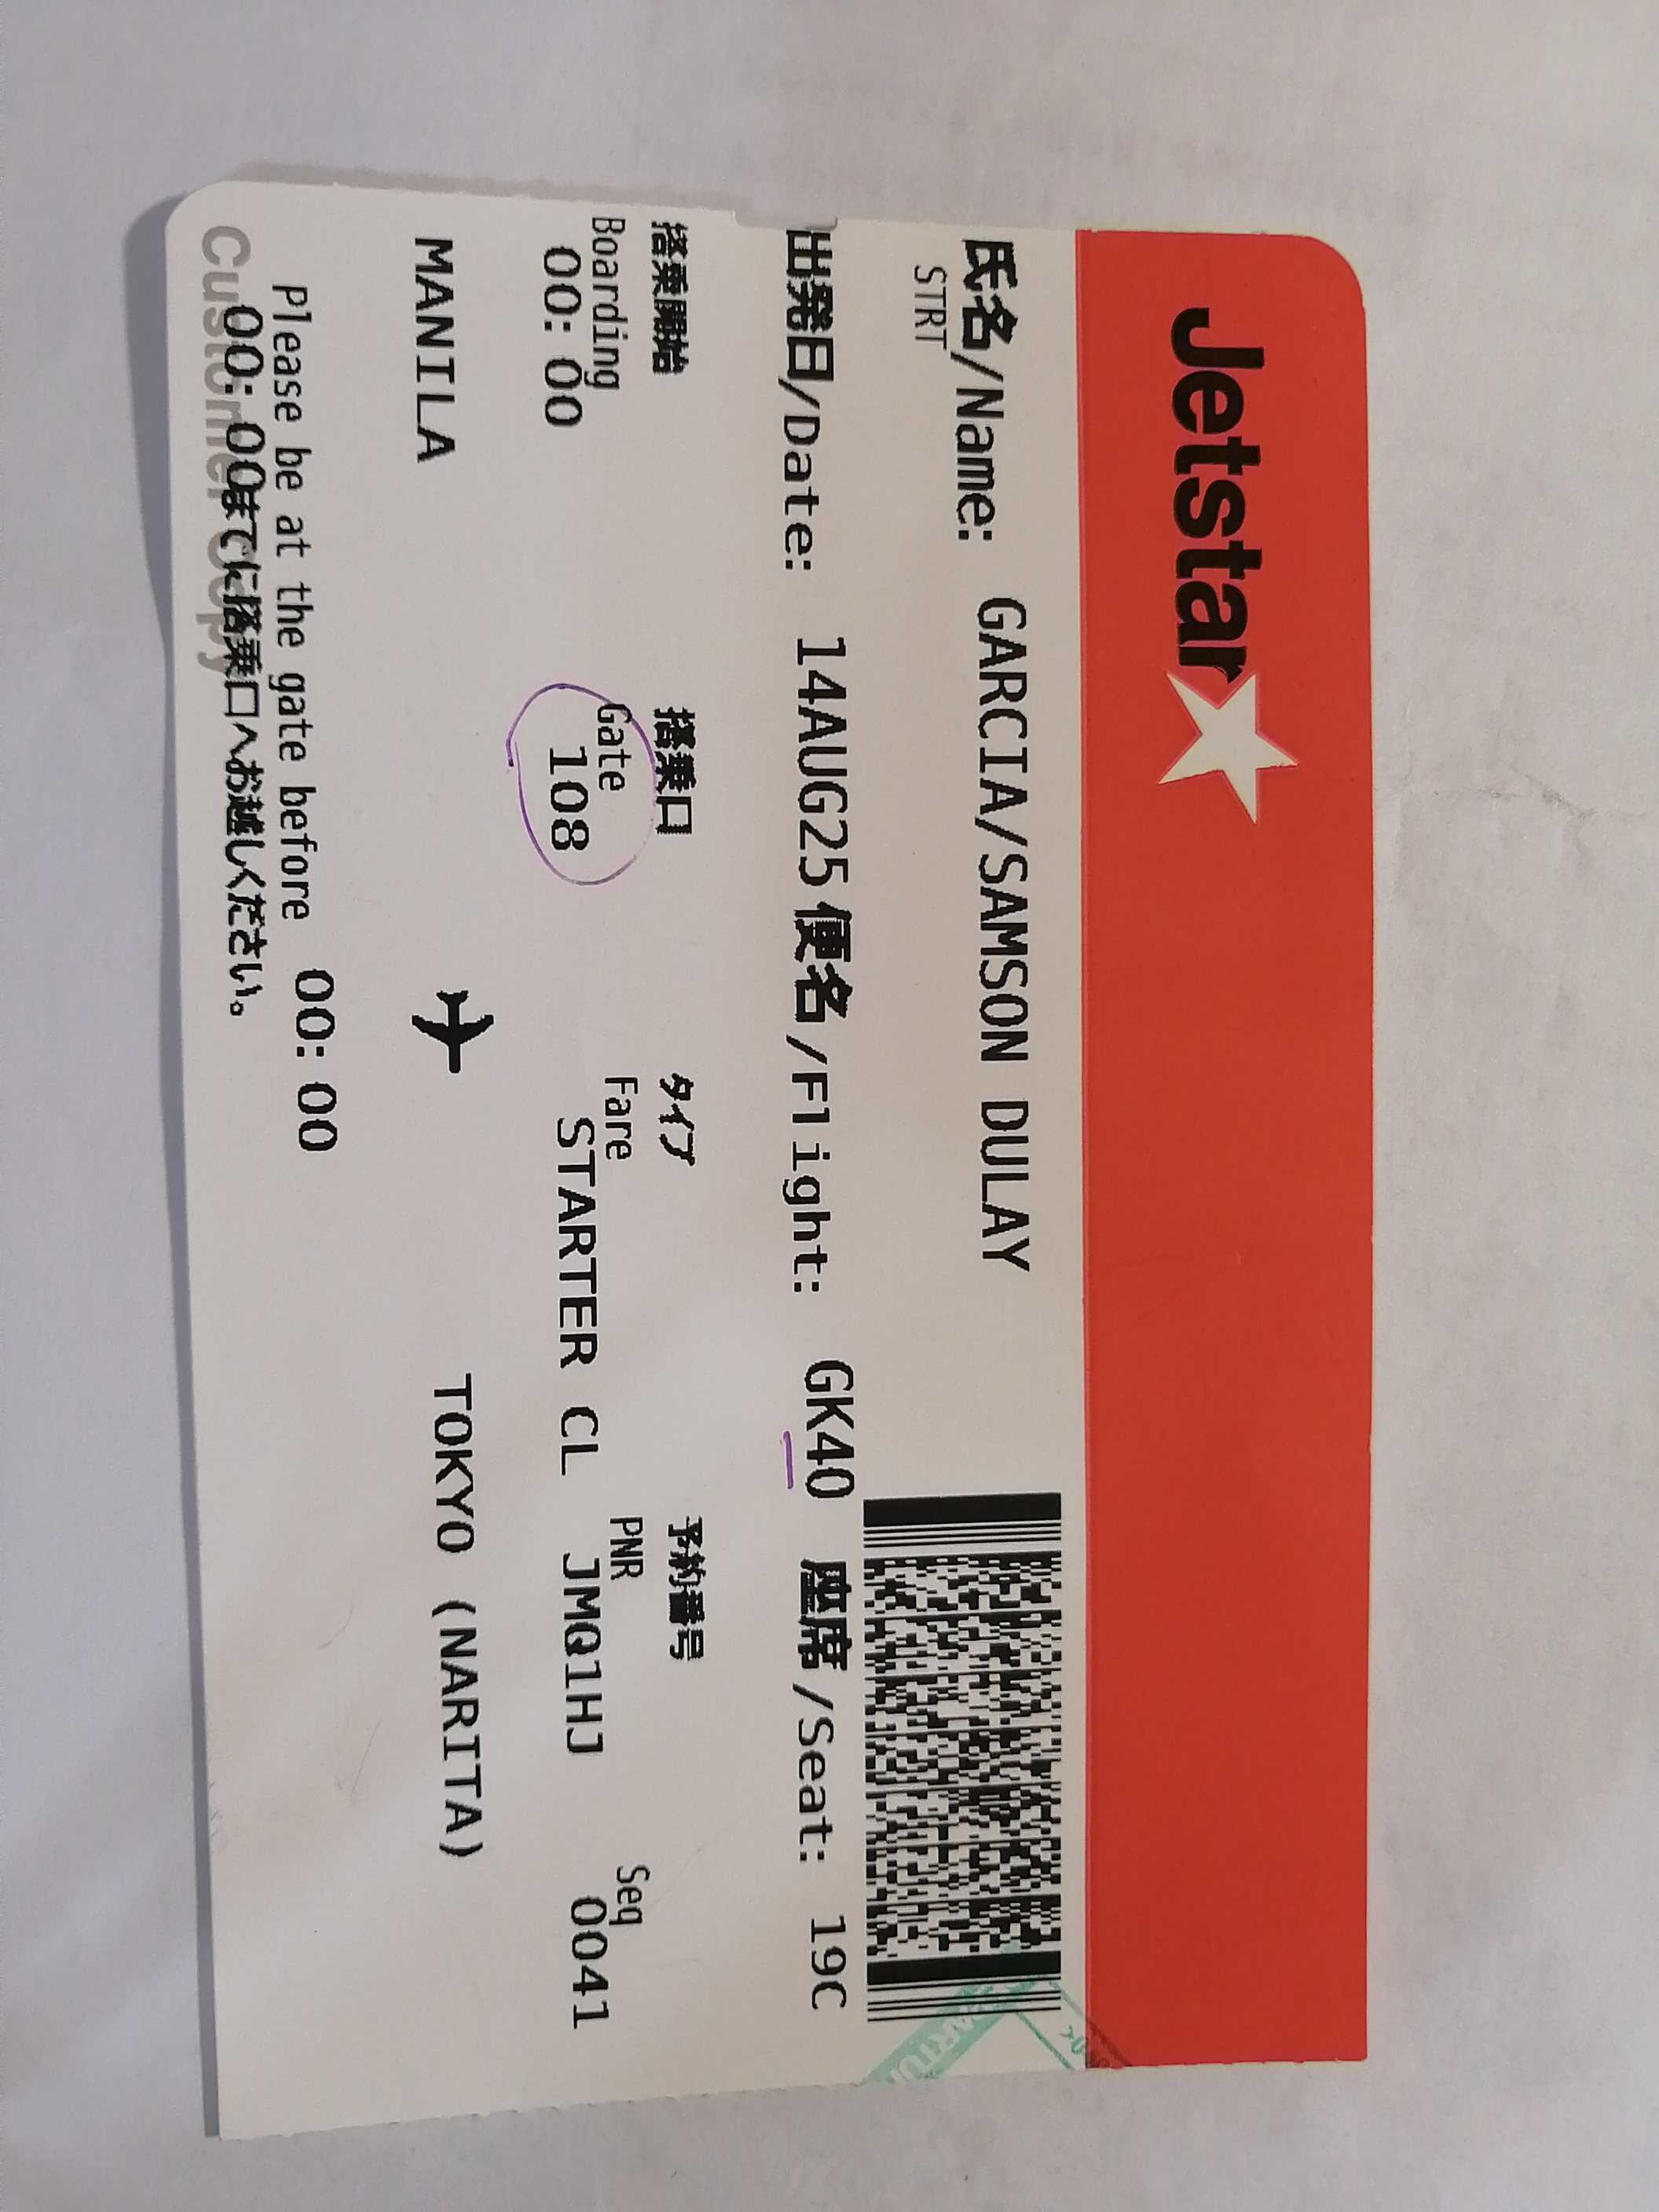 Jetstar
氏名/Name: GARCIA/SAMSON DULAY
STRT
出発日/Date: 14AUG25 便名/Flight: GK40 座席/Seat: 19C
搭乗開始 搭乗口 タイプ 予約番号
Boarding Gate Fare PNR Seq
00:00 108 STARTER CL JMQ1HJ 0041
MANILA TOKYO (NARITA)
Please be at the gate before 00:00
00:00までに搭乗口へお越しください。
Customer Copy